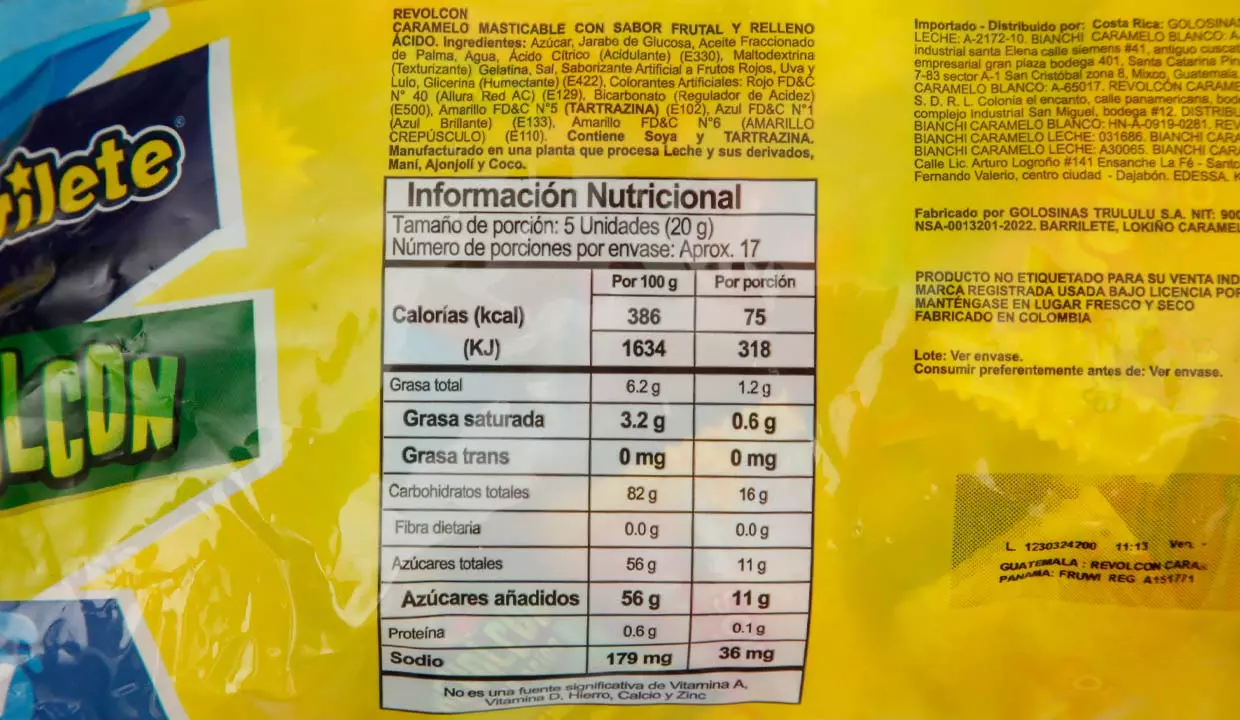 rilete
LCON
REVOLCON
CARAMELO MASTICABLE CON SABOR FRUTAL Y RELLENO
ÁCIDO. Ingredientes: Azúcar, Jarabe de Glucosa, Aceite Fraccionado
de Palma, Agua, Ácido Cítrico (Acidulante) (E330), Maltodextrina
(Texturizante) Gelatina, Sal, Saborizante Artificial a Frutos Rojos, Uva y
Lulo, Glicerina (Humectante) (E422), Colorantes Artificiales: Rojo FD&C
N° 40 (Allura Red AC) (E129), Bicarbonato (Regulador de Acidez)
(E500), Amarillo FD&C N°5 (TARTRAZINA) (E102), Azul FD&C N°1
(Azul Brillante) (E133), Amarillo FD&C N°6 (AMARILLO
CREPÚSCULO) (E110). Contiene Soya y TARTRAZINA.
Manufacturado en una planta que procesa Leche y sus derivados,
Maní, Ajonjolí y Coco.
Información Nutricional
Tamaño de porción: 5 Unidades (20 g)
Número de porciones por envase: Aprox. 17
Por 100 g Por porción
Calorías (kcal) 386 75
(KJ) 1634 318
Grasa total 6.2 g 1.2 g
Grasa saturada 3.2 g 0.6 g
Grasa trans 0 mg 0 mg
Carbohidratos totales 82 g 16 g
Fibra dietaria 0.0 g 0.0 g
Azúcares totales 56 g 11 g
Azúcares añadidos 56 g 11 g
Proteína 0.6 g 0.1 g
Sodio 179 mg 36 mg
No es una fuente significativa de Vitamina A,
Vitamina D, Hierro, Calcio y Zinc
Importado - Distribuido por: Costa Rica: GOLOSINAS
LECHE: A-2172-10. BIANCHI CARAMELO BLANCO: A-
industrial santa Elena calle siemens #41, antiguo cuscat
empresarial gran plaza bodega 401, Santa Catarina Pin
7-83 sector A-1 San Cristóbal zona 8, Mixco, Guatemala.
CARAMELO BLANCO: A-65017. REVOLCÓN CARAME
S. D. R. L. Colonia el encanto, calle panamericana, bod
complejo Industrial San Miguel, bodega #12. DISTRIBU
BIANCHI CARAMELO BLANCO: HN-A-0919-0281. REV
BIANCHI CARAMELO LECHE: 031686. BIANCHI CARA
BIANCHI CARAMELO LECHE: A30065. BIANCHI CAR
Calle Lic. Arturo Logroño #141 Ensanche La Fé - Santo
Fernando Valerio, centro ciudad - Dajabón. EDESSA. K
Fabricado por GOLOSINAS TRULULU S.A. NIT: 900
NSA-0013201-2022. BARRILETE, LOKIÑO CARAMEL
PRODUCTO NO ETIQUETADO PARA SU VENTA IND
MARCA REGISTRADA USADA BAJO LICENCIA POR
MANTÉNGASE EN LUGAR FRESCO Y SECO
FABRICADO EN COLOMBIA
Lote: Ver envase.
Consumir preferentemente antes de: Ver envase.
L 1230324200 11:13 Ven. -
GUATEMALA : REVOLCON CARA
PANAMA: FRUWI REG A151771